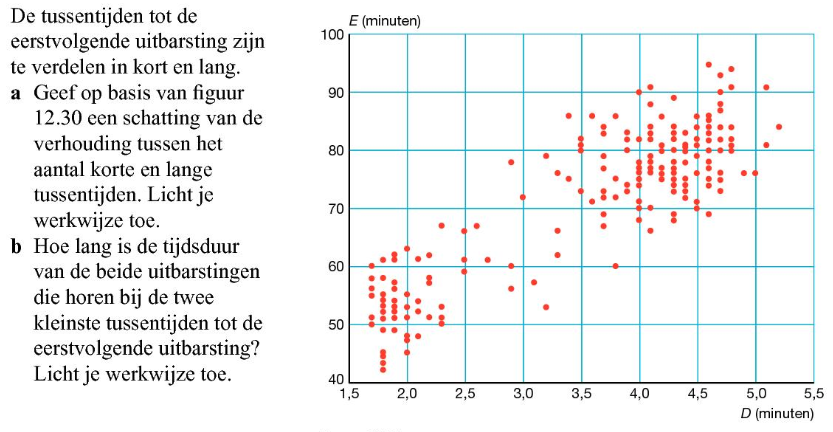 De tussentijden tot de
eerstvolgende uitbarsting zijn
te verdelen in kort en lang.
a Geef op basis van figuur
12.30 een schatting van de
verhouding tussen het
aantal korte en lange
tussentijden. Licht je
werkwijze toe.
b Hoe lang is de tijdsduur
van de beide uitbarstingen
die horen bij de twee
kleinste tussentijden tot de
eerstvolgende uitbarsting?
Licht je werkwijze toe.
E (minuten)
100
90
80
70
60
50
40
1,5 2,0 2,5 3,0 3,5 4,0 4,5 5,0 5,5
D (minuten)